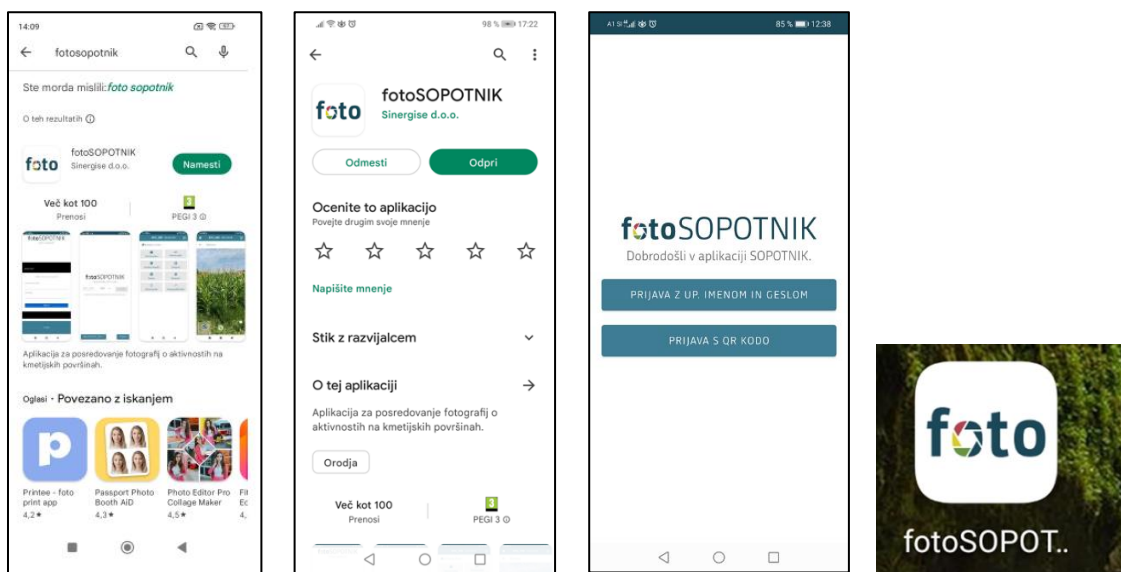 14:09
fotosopotnik
Ste morda mislili: foto sopotnik
O teh rezultatih
foto
fotoSOPOTNIK
Sinergise d.o.o.
Namesti
Več kot 100
Prenosi
3
PEGI 3
fotoSOPOTNIK
Aplikacija za posredovanje fotografij o aktivnostih na
kmetijskih površinah.
Oglasi · Povezano z iskanjem
Printee - foto
print app
4,2★
Passport Photo
Booth AiD
4,3★
Photo Editor Pro
Collage Maker
4,5★
98 % 17:22
foto
fotoSOPOTNIK
Sinergise d.o.o.
Odmesti
Odpri
Ocenite to aplikacijo
Povejte drugim svoje mnenje
Napišite mnenje
Stik z razvijalcem
O tej aplikaciji
Aplikacija za posredovanje fotografij o
aktivnostih na kmetijskih površinah.
Orodja
Več kot 100
Prenosi
3
PEGI 3
85 % 12:38
fotoSOPOTNIK
Dobrodošli v aplikaciji SOPOTNIK.
PRIJAVA Z UP. IMENOM IN GESLOM
PRIJAVA S QR KODO
foto
fotoSOPOT..